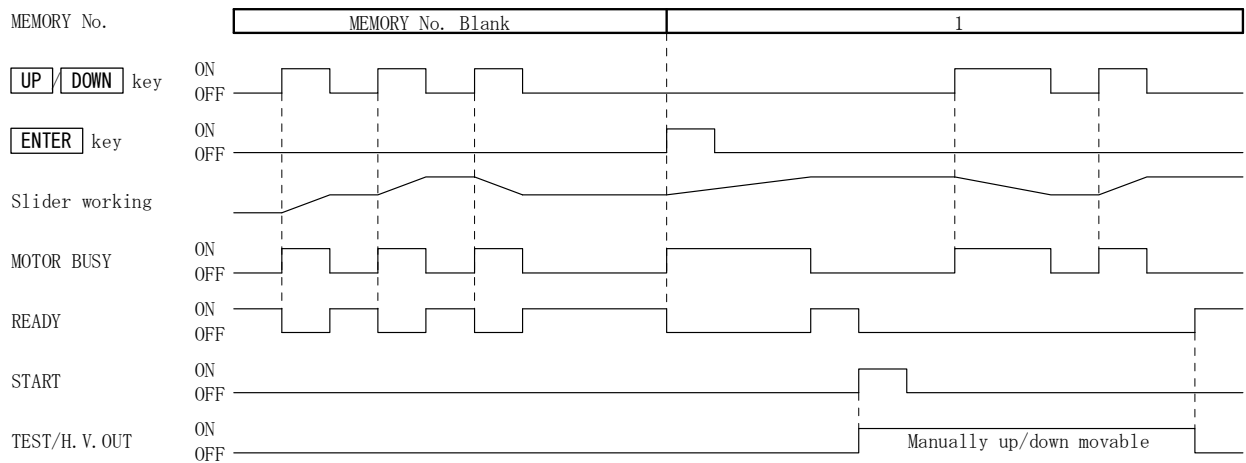 MEMORY No. MEMORY No. Blank 1
UP / DOWN key ON
OFF
ENTER key ON
OFF
Slider working
MOTOR BUSY ON
OFF
READY ON
OFF
START ON
OFF
TEST/H.V.OUT ON
OFF Manually up/down movable